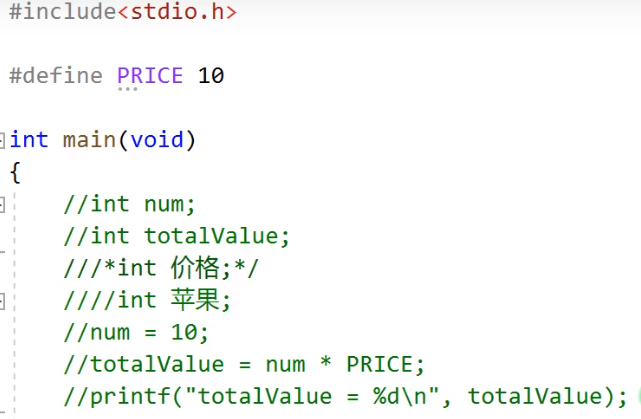 #include<stdio.h>
#define PRICE 10
int main(void)
{
//int num;
//int totalValue;
///*int 价格;*/
////int 苹果;
//num = 10;
//totalValue = num * PRICE;
//printf("totalValue = %d\n", totalValue);